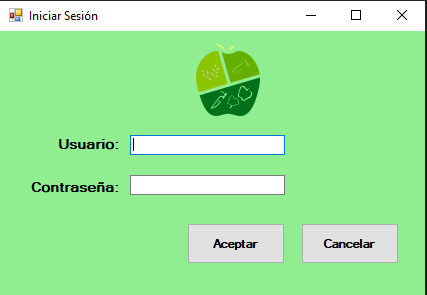 Iniciar Sesión
Usuario:
Contraseña:
Aceptar
Cancelar